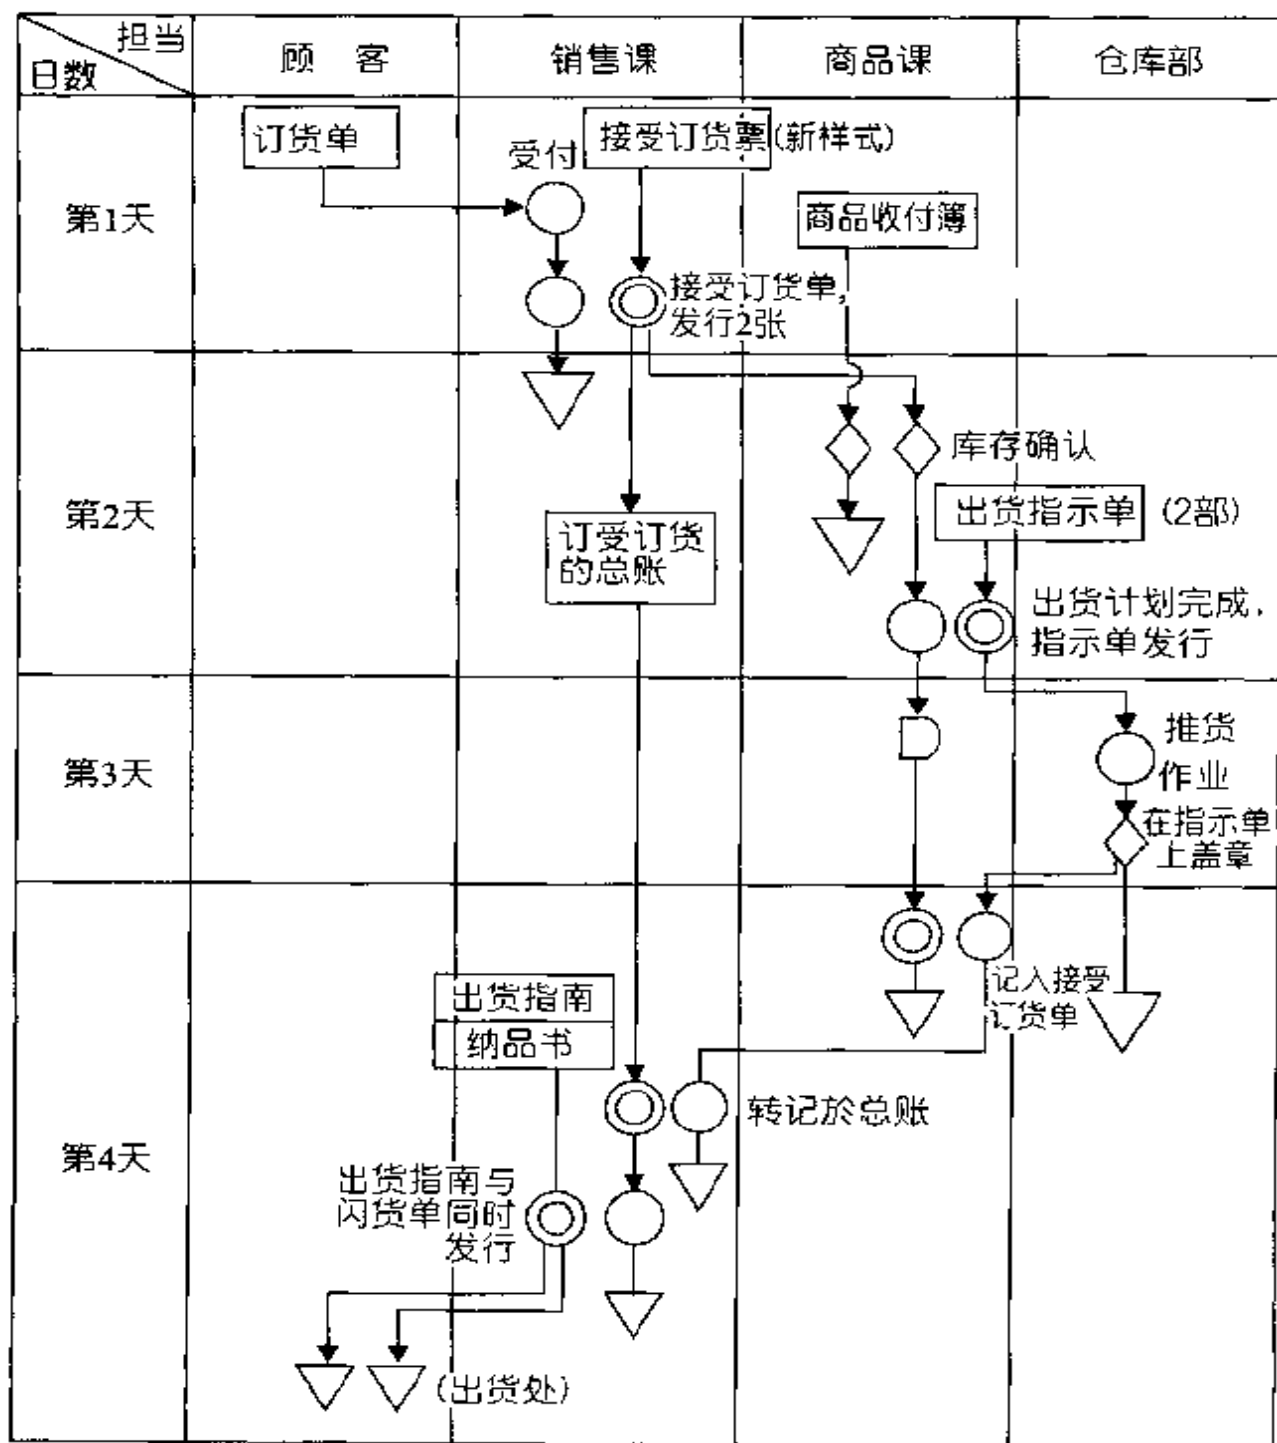 担当
日数
顾 客
销售课
商品课
仓库部
第1天
订货单
受付
接受订货票(新样式)
商品收付簿
接受订货单,
发行2张
第2天
库存确认
出货指示单 (2部)
订受订货
的总账
出货计划完成,
指示单发行
第3天
推货
作业
在指示单
上盖章
第4天
记入接受
订货单
出货指南
纳品书
转记於总账
出货指南与
闪货单同时
发行
(出货处)